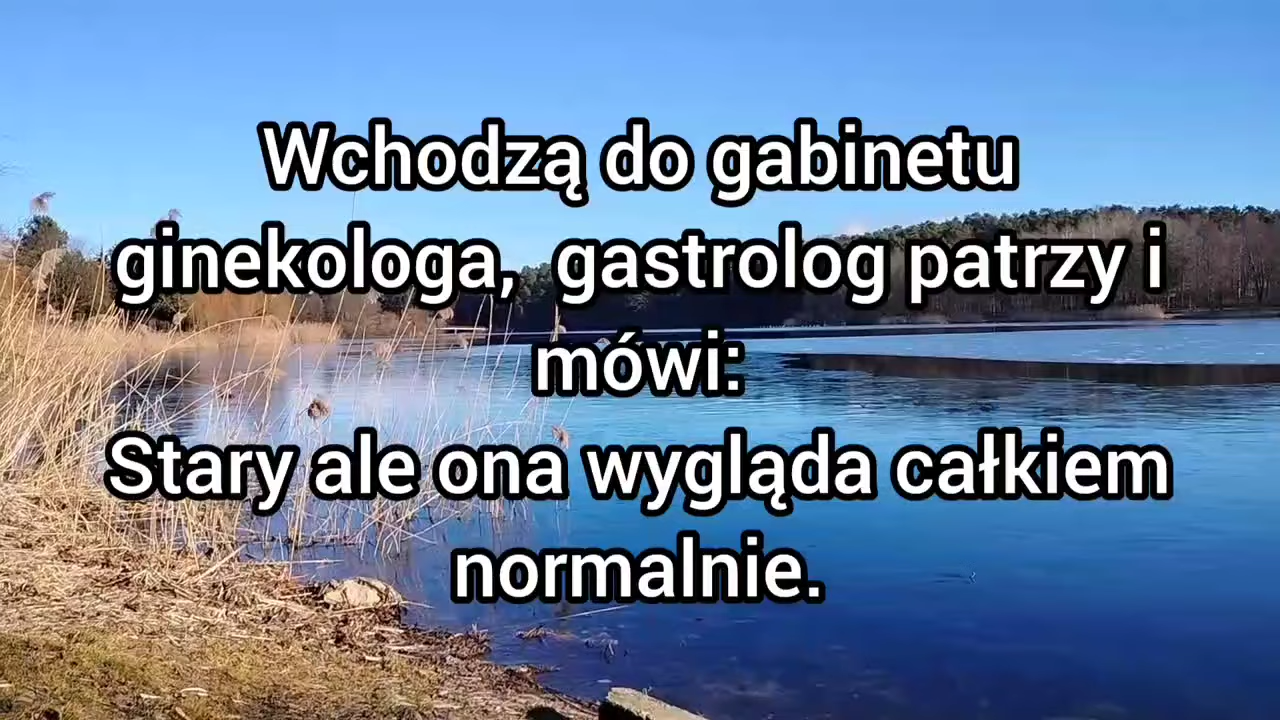 Wchodzą do gabinetu
ginekologa,  gastrolog patrzy i
mówi:
Stary ale ona wygląda całkiem
normalnie.